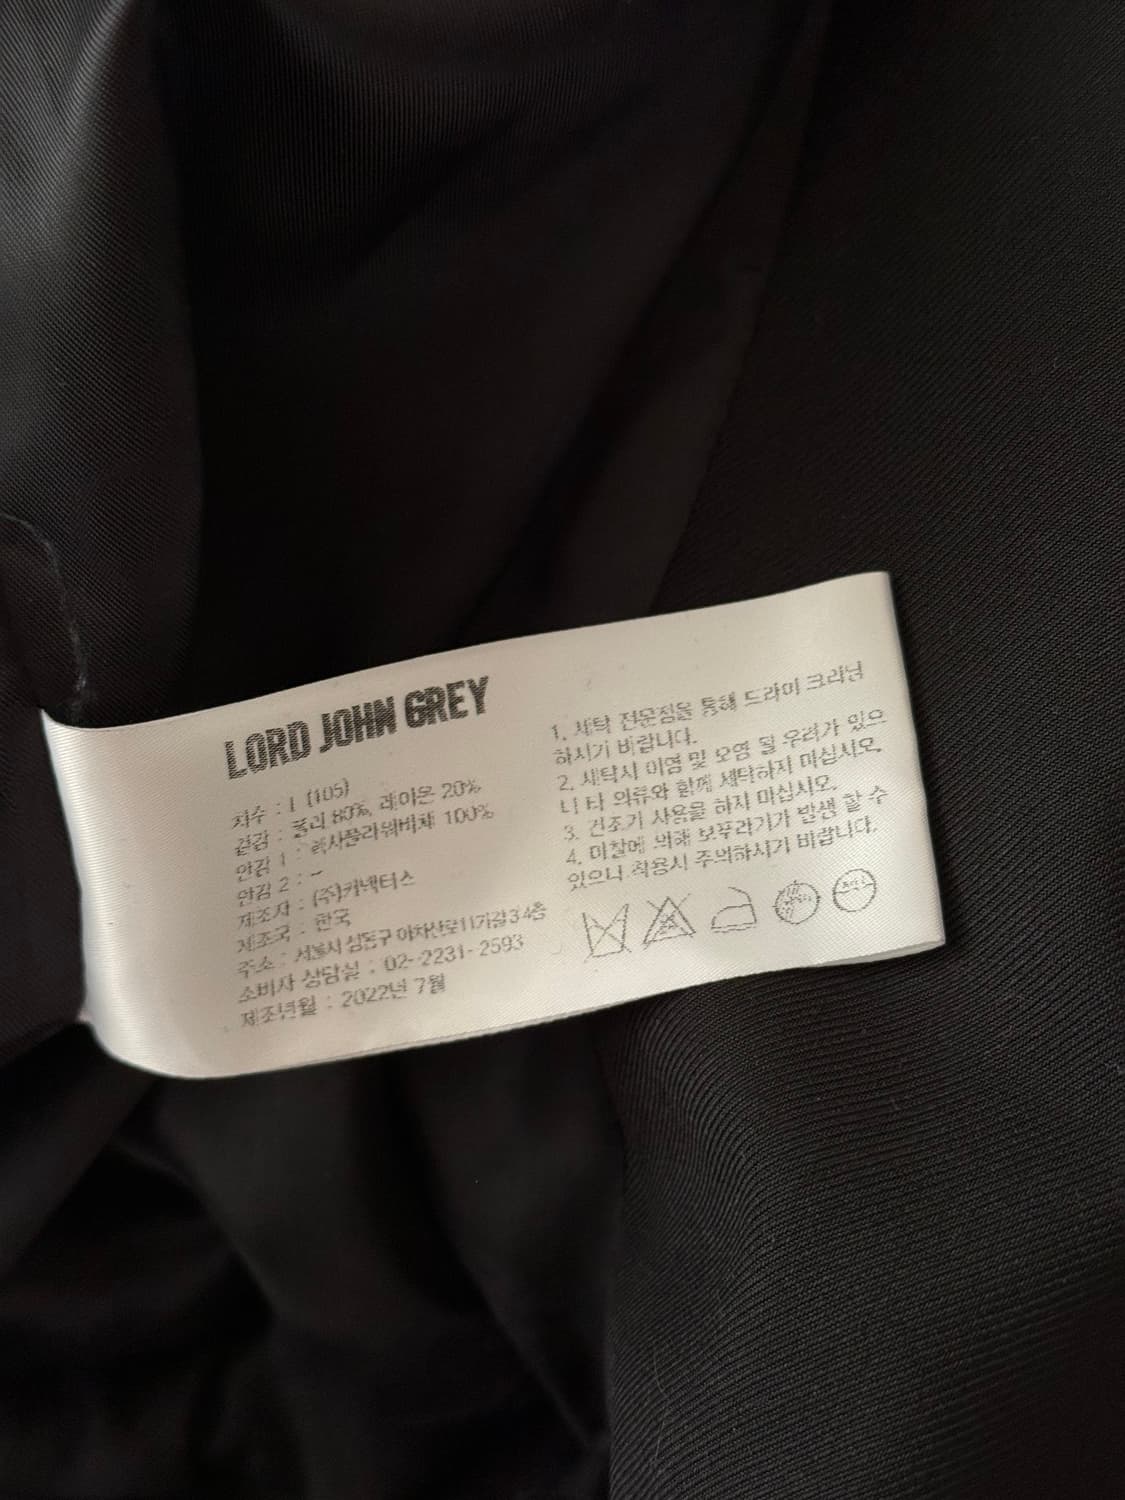 LORD JOHN GREY
치수 : L (105)
겉감 : 폴리 80%, 레이온 20%
안감 1 : 100%
안감 2 : -
제조자 : (주)커넥터스
제조국 : 한국
주소 : 서울시 성동구 아차산로11가길 3 4층
소비자 상담실 : 02-2231-2593
제조년월 : 2022년 7월
1. 세탁 전문점을 통해 드라이 크리닝
하시기 바랍니다.
2. 세탁시 이염 및 오염 될 우려가 있으
니 타 의류와 함께 세탁하지 마십시오.
3. 건조기 사용을 하지 마십시오.
4. 마찰에 의해 보푸라기가 발생 할 수
있으니 착용시 주의하시기 바랍니다.